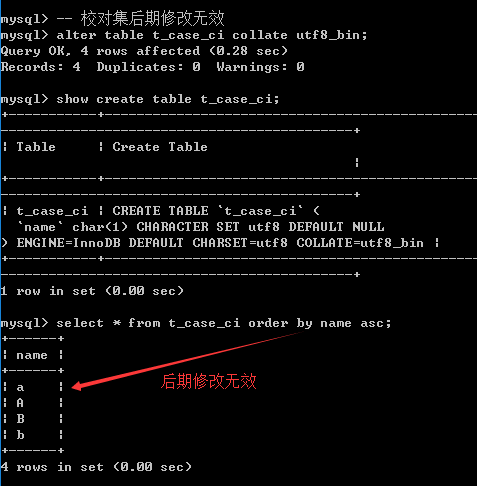 mysql> -- 校对集后期修改无效
mysql> alter table t_case_ci collate utf8_bin;
Query OK, 4 rows affected (0.28 sec)
Records: 4  Duplicates: 0  Warnings: 0
mysql> show create table t_case_ci;
| Table | Create Table
|
| t_case_ci | CREATE TABLE `t_case_ci` (
`name` char(1) CHARACTER SET utf8 DEFAULT NULL
) ENGINE=InnoDB DEFAULT CHARSET=utf8 COLLATE=utf8_bin |
1 row in set (0.00 sec)
mysql> select * from t_case_ci order by name asc;
| name |
| a |
后期修改无效
| A |
| B |
| b |
4 rows in set (0.00 sec)